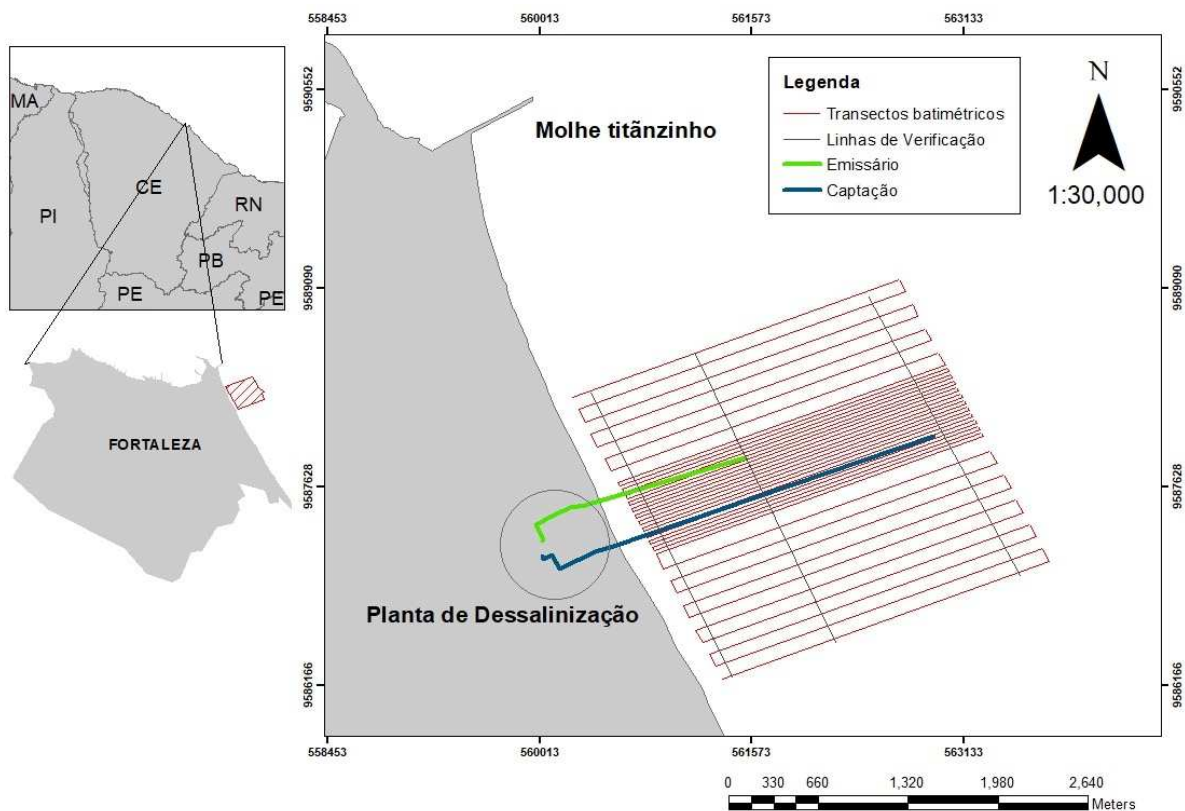 558453
560013
561573
563133
9590552
9590552
MA
CE
PI
RN
PB
PE
PE
Molhe titãnzinho
Legenda
Transectos batimétricos
Linhas de Verificação
Emissário
Captação
N
1:30,000
9589090
9589090
FORTALEZA
9587628
9587628
Planta de Dessalinização
9586166
9586166
558453
560013
561573
563133
0 330 660 1,320 1,980 2,640
Meters